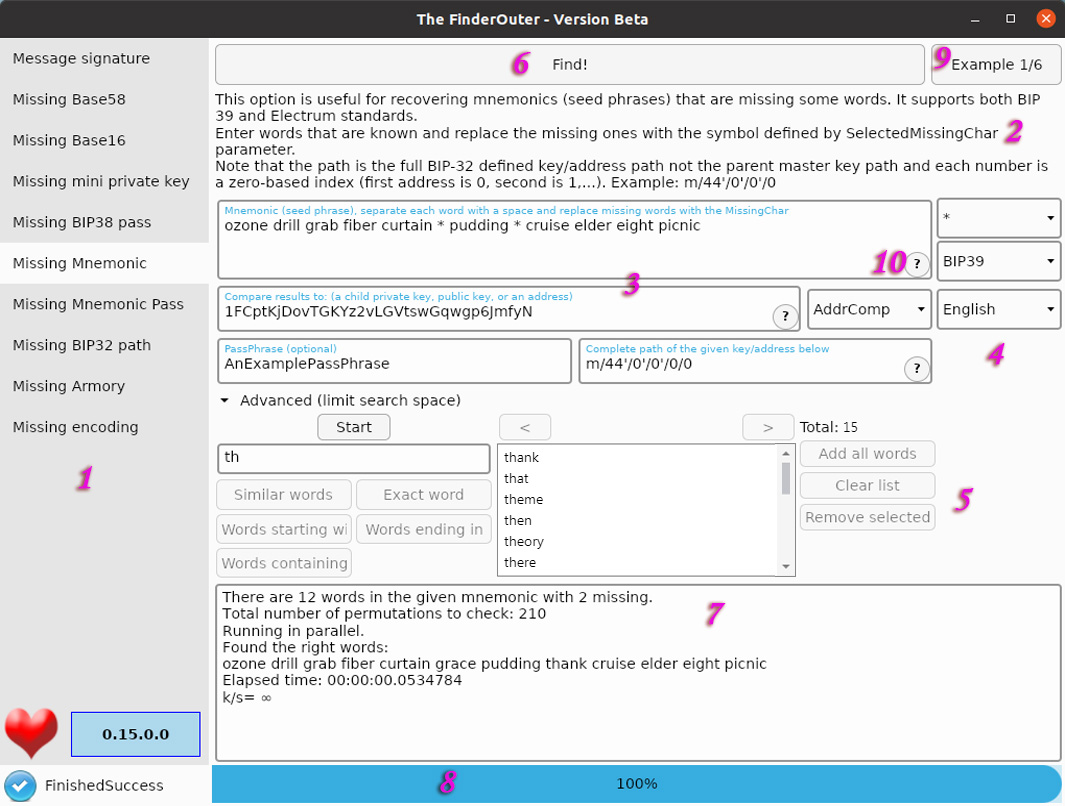 The FinderOuter - Version Beta
Message signature
Missing Base58
Missing Base16
Missing mini private key
Missing BIP38 pass
Missing Mnemonic
Missing Mnemonic Pass
Missing BIP32 path
Missing Armory
Missing encoding
1
0.15.0.0
FinishedSuccess
6 Find!
9 Example 1/6
This option is useful for recovering mnemonics (seed phrases) that are missing some words. It supports both BIP
39 and Electrum standards.
Enter words that are known and replace the missing ones with the symbol defined by SelectedMissingChar 2
parameter.
Note that the path is the full BIP-32 defined key/address path not the parent master key path and each number is
a zero-based index (first address is 0, second is 1,...). Example: m/44'/0'/0'/0
Mnemonic (seed phrase), separate each word with a space and replace missing words with the MissingChar
ozone drill grab fiber curtain * pudding * cruise elder eight picnic
*
10 ?
BIP39
3
Compare results to: (a child private key, public key, or an address)
1FCptKjDovTGKYz2vLGVtswGqwgp6JmfyN
?
AddrComp
English
4
PassPhrase (optional)
AnExamplePassPhrase
Complete path of the given key/address below
m/44'/0'/0'/0/0
?
Advanced (limit search space)
Start
<
>
Total: 15
th
Similar words
Exact word
Words starting wi
Words ending in
Words containing
thank
that
theme
then
theory
there
Add all words
Clear list
Remove selected
5
There are 12 words in the given mnemonic with 2 missing.
Total number of permutations to check: 210
Running in parallel.
Found the right words:
ozone drill grab fiber curtain grace pudding thank cruise elder eight picnic
Elapsed time: 00:00:00.0534784
k/s= ∞
7
8
100%